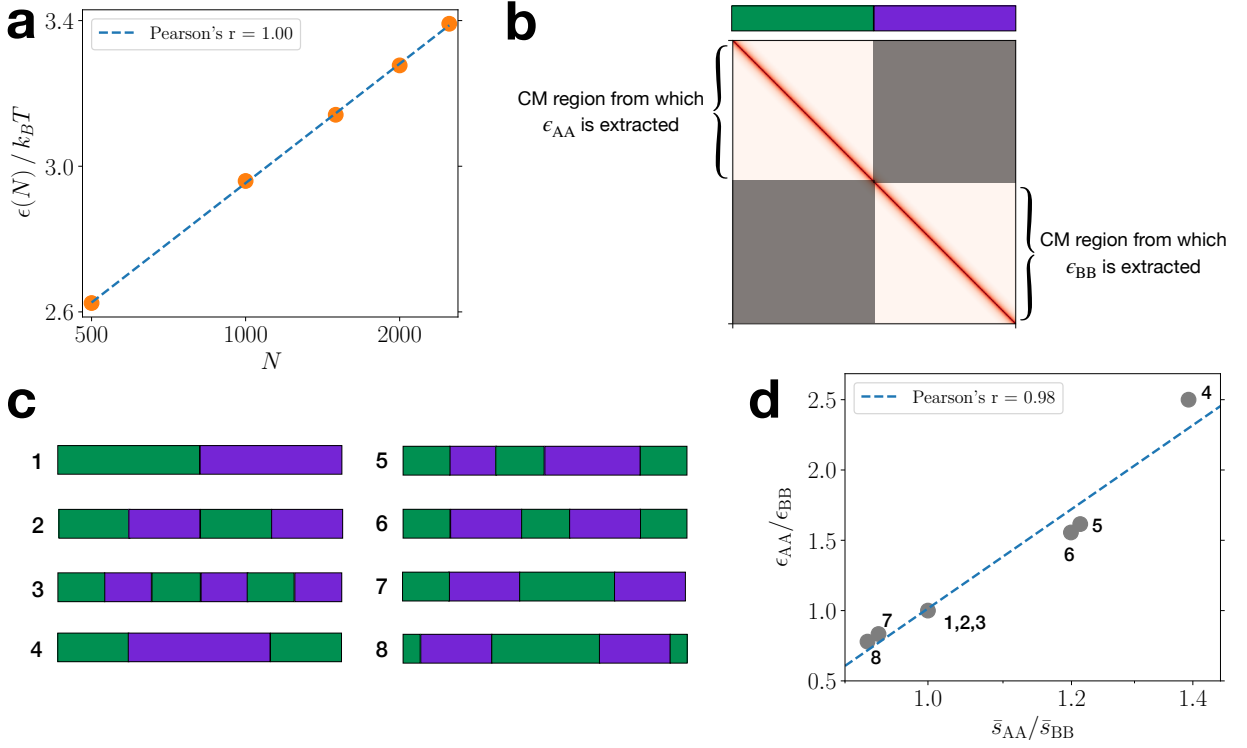 a
3.4
3.0
2.6
ϵ(N) / k_BT
Pearson's r = 1.00
500
1000
2000
N
b
CM region from which
ϵ_AA is extracted
CM region from which
ϵ_BB is extracted
c
1
2
3
4
5
6
7
8
d
2.5
2.0
1.5
1.0
0.5
ϵ_AA/ϵ_BB
Pearson's r = 0.98
4
5
6
7
1,2,3
8
1.0
1.2
1.4
s̄_AA/s̄_BB